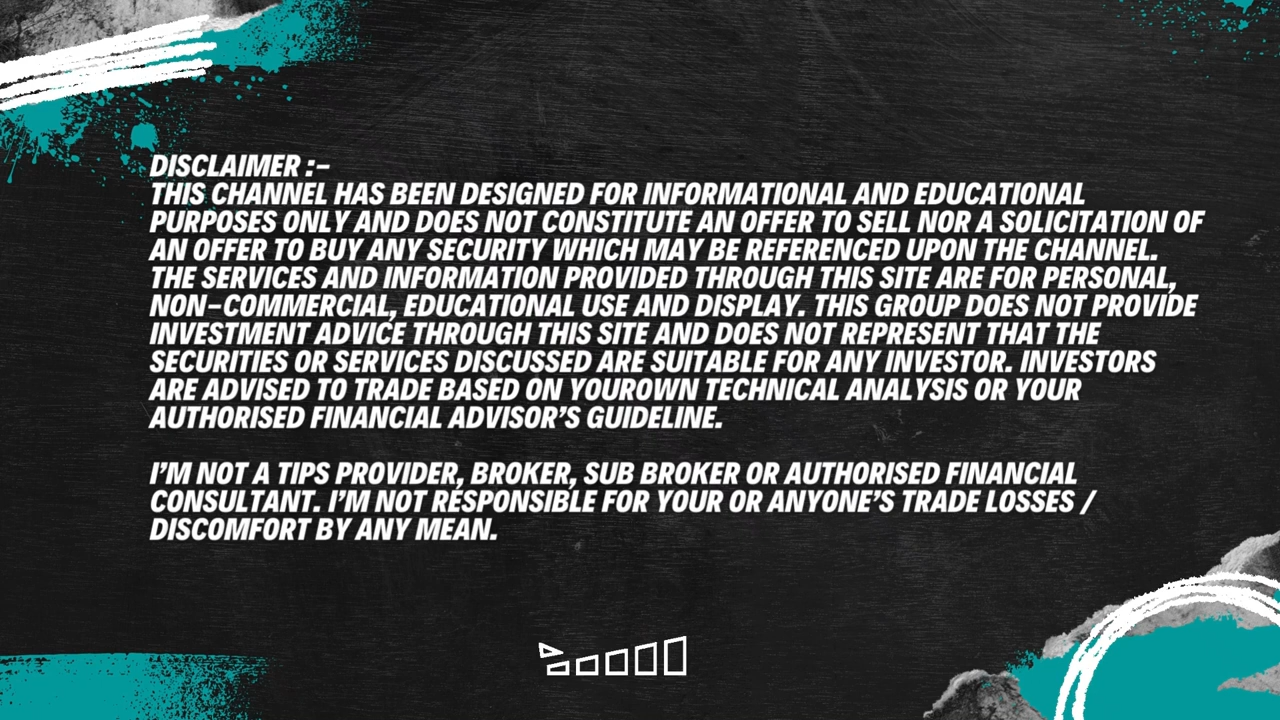 DISCLAIMER :-
THIS CHANNEL HAS BEEN DESIGNED FOR INFORMATIONAL AND EDUCATIONAL
PURPOSES ONLY AND DOES NOT CONSTITUTE AN OFFER TO SELL NOR A SOLICITATION OF
AN OFFER TO BUY ANY SECURITY WHICH MAY BE REFERENCED UPON THE CHANNEL.
THE SERVICES AND INFORMATION PROVIDED THROUGH THIS SITE ARE FOR PERSONAL,
NON-COMMERCIAL, EDUCATIONAL USE AND DISPLAY. THIS GROUP DOES NOT PROVIDE
INVESTMENT ADVICE THROUGH THIS SITE AND DOES NOT REPRESENT THAT THE
SECURITIES OR SERVICES DISCUSSED ARE SUITABLE FOR ANY INVESTOR. INVESTORS
ARE ADVISED TO TRADE BASED ON YOUROWN TECHNICAL ANALYSIS OR YOUR
AUTHORISED FINANCIAL ADVISOR'S GUIDELINE.
I'M NOT A TIPS PROVIDER, BROKER, SUB BROKER OR AUTHORISED FINANCIAL
CONSULTANT. I'M NOT RESPONSIBLE FOR YOUR OR ANYONE'S TRADE LOSSES /
DISCOMFORT BY ANY MEAN.